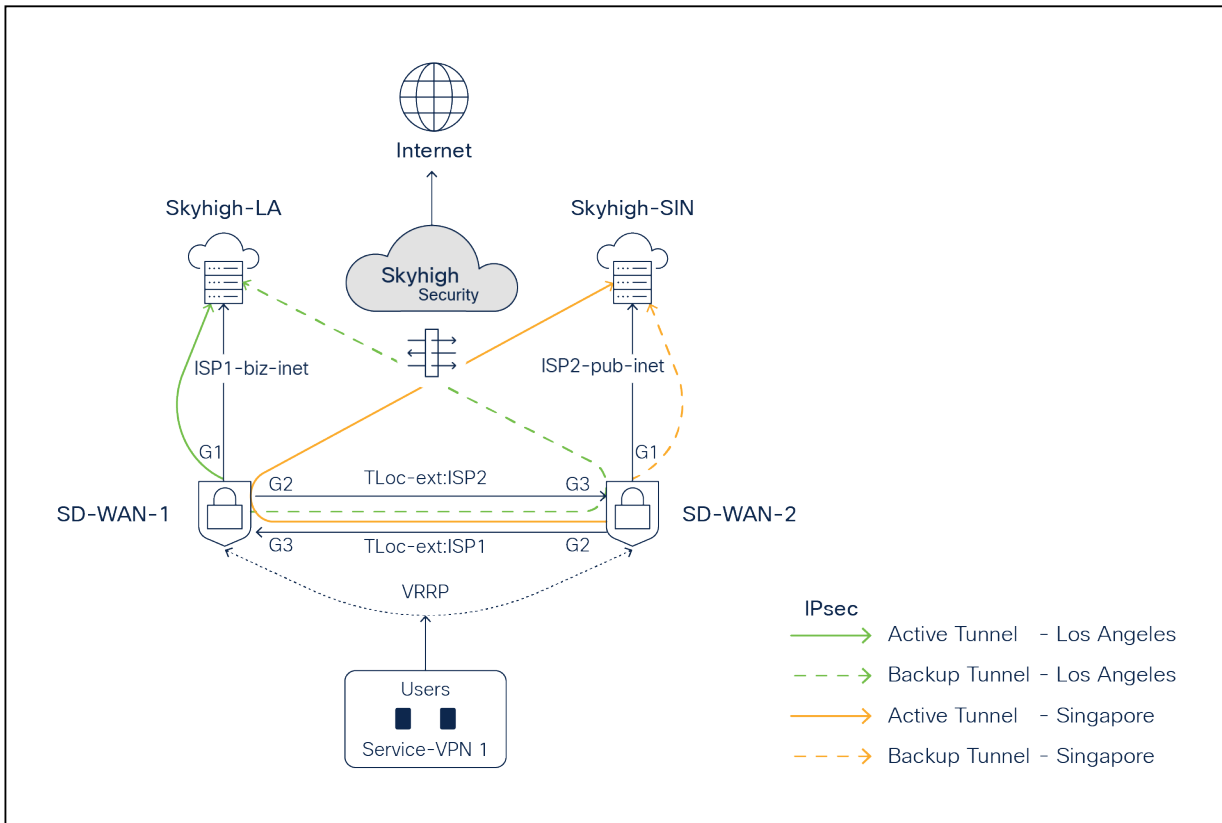 Internet
Skyhigh-LA
Skyhigh-SIN
Skyhigh
Security
ISP1-biz-inet
ISP2-pub-inet
G1
G1
G2
TLoc-ext:ISP2
G3
SD-WAN-1
SD-WAN-2
G3
TLoc-ext:ISP1
G2
VRRP
Users
Service-VPN 1
IPsec
Active Tunnel - Los Angeles
Backup Tunnel - Los Angeles
Active Tunnel - Singapore
Backup Tunnel - Singapore